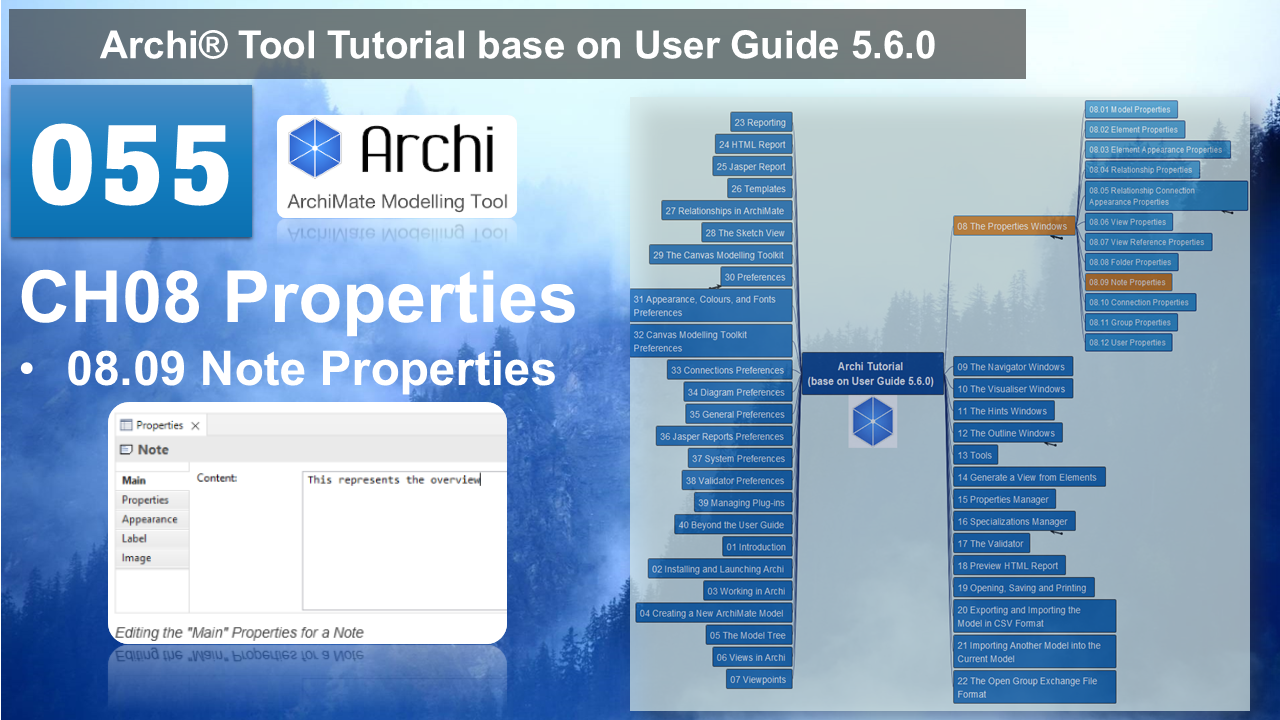 Archi® Tool Tutorial base on User Guide 5.6.0
055
Archi
ArchiMate Modelling Tool
CH08 Properties
• 08.09 Note Properties
Properties
Note
Main
Properties
Appearance
Label
Image
Content:
This represents the overview
Editing the "Main" Properties for a Note
23 Reporting
24 HTML Report
25 Jasper Report
26 Templates
27 Relationships in ArchiMate
28 The Sketch View
29 The Canvas Modelling Toolkit
30 Preferences
31 Appearance, Colours, and Fonts
Preferences
32 Canvas Modelling Toolkit
Preferences
33 Connections Preferences
34 Diagram Preferences
35 General Preferences
36 Jasper Reports Preferences
37 System Preferences
38 Validator Preferences
39 Managing Plug-ins
40 Beyond the User Guide
01 Introduction
02 Installing and Launching Archi
03 Working in Archi
04 Creating a New ArchiMate Model
05 The Model Tree
06 Views in Archi
07 Viewpoints
Archi Tutorial
(base on User Guide 5.6.0)
08 The Properties Windows
08.01 Model Properties
08.02 Element Properties
08.03 Element Appearance Properties
08.04 Relationship Properties
08.05 Relationship Connection
Appearance Properties
08.06 View Properties
08.07 View Reference Properties
08.08 Folder Properties
08.09 Note Properties
08.10 Connection Properties
08.11 Group Properties
08.12 User Properties
09 The Navigator Windows
10 The Visualiser Windows
11 The Hints Windows
12 The Outline Windows
13 Tools
14 Generate a View from Elements
15 Properties Manager
16 Specializations Manager
17 The Validator
18 Preview HTML Report
19 Opening, Saving and Printing
20 Exporting and Importing the
Model in CSV Format
21 Importing Another Model into the
Current Model
22 The Open Group Exchange File
Format